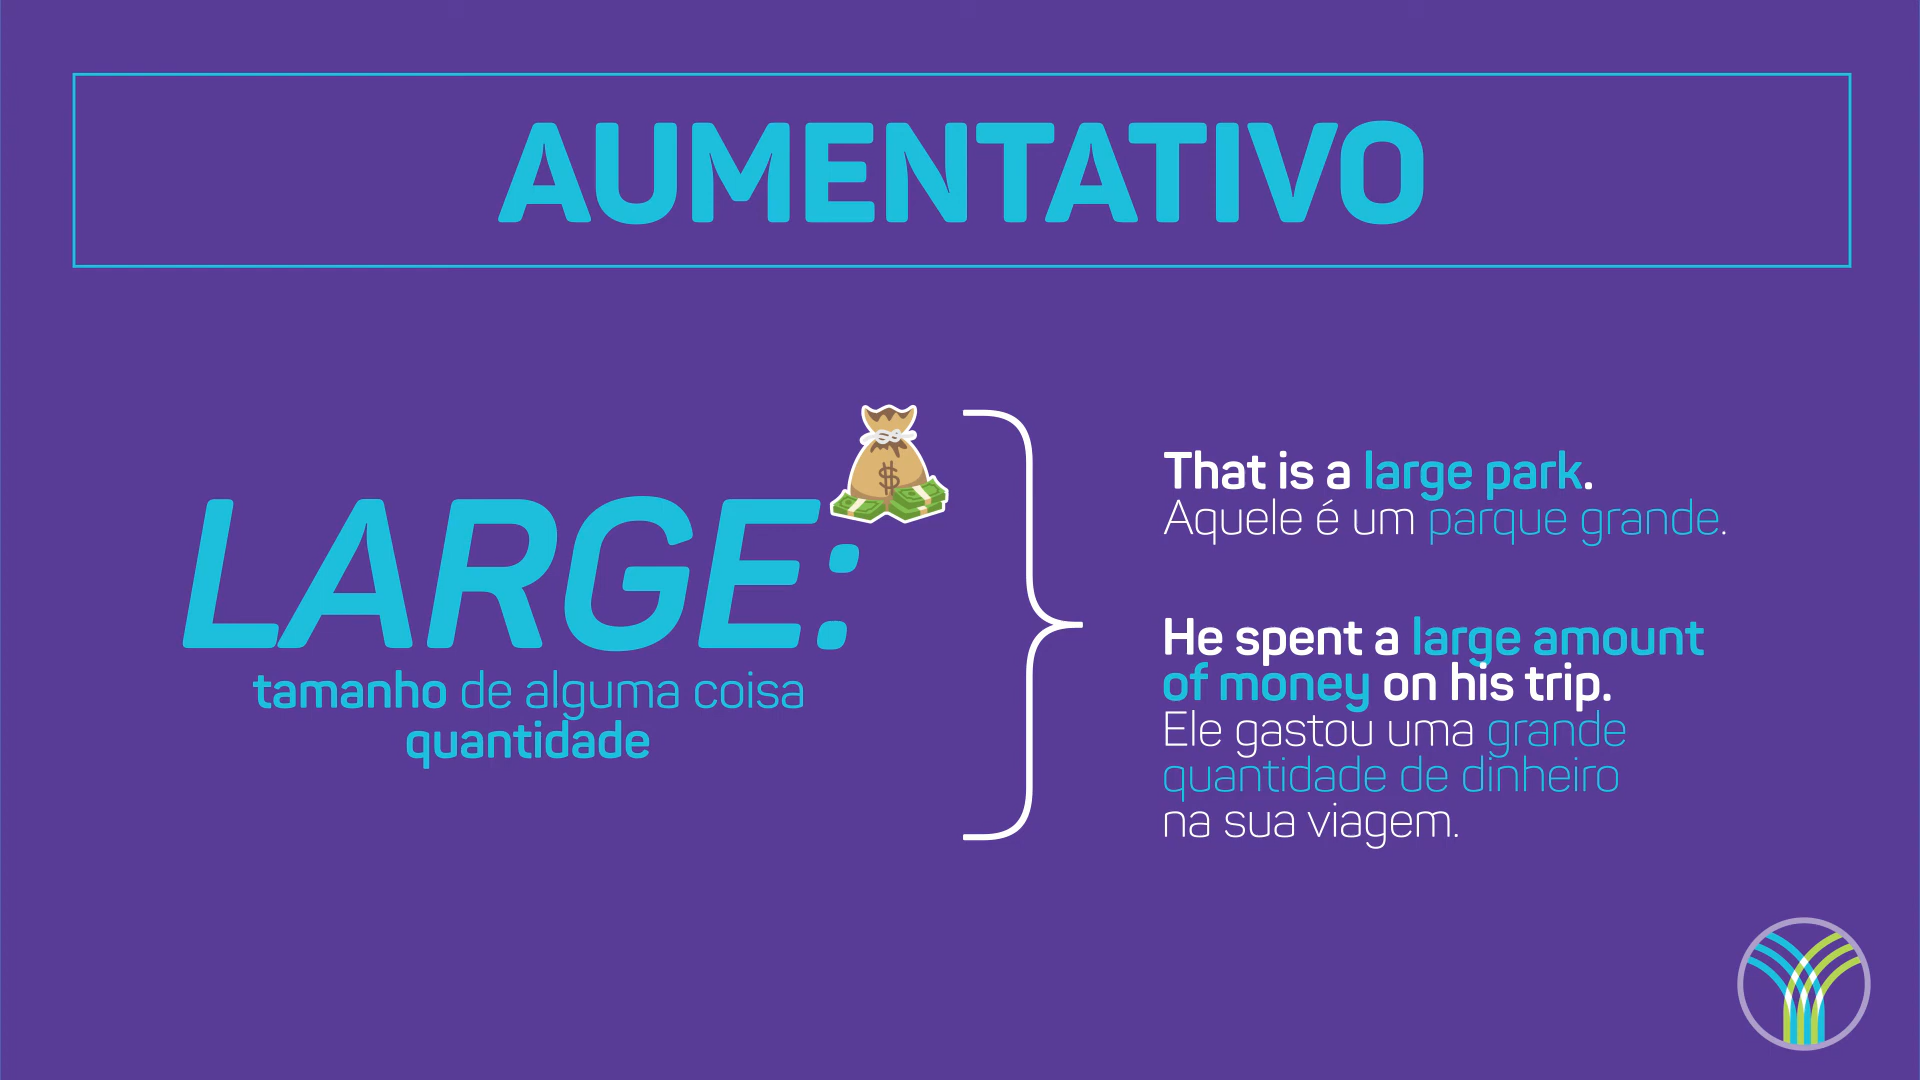 AUMENTATIVO
LARGE:
tamanho de alguma coisa
quantidade
That is a large park.
Aquele é um parque grande.
He spent a large amount
of money on his trip.
Ele gastou uma grande
quantidade de dinheiro
na sua viagem.